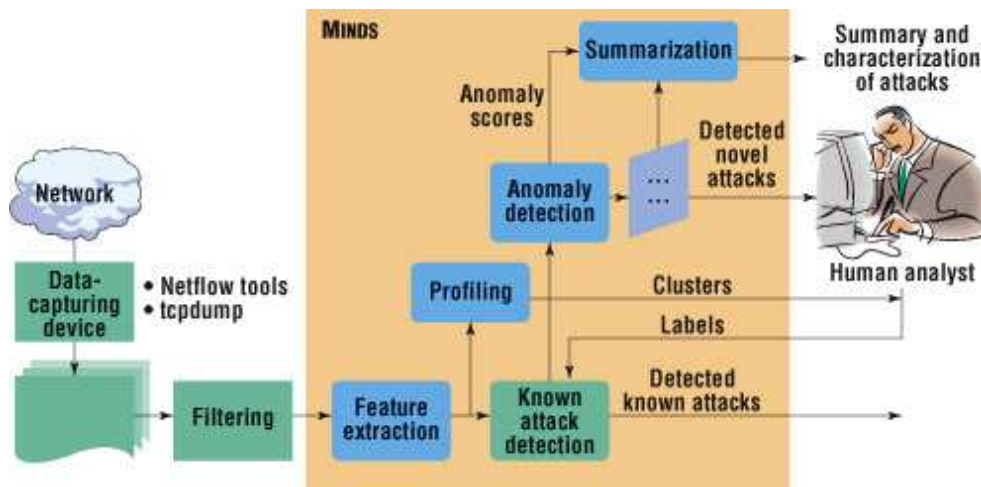 MINDS
Summarization
Summary and
characterization
of attacks
Anomaly
scores
Detected
novel
attacks
Network
Anomaly
detection
...
...
Human analyst
Data-
capturing
device
• Netflow tools
• tcpdump
Profiling
Clusters
Labels
Filtering
Feature
extraction
Known
attack
detection
Detected
known attacks